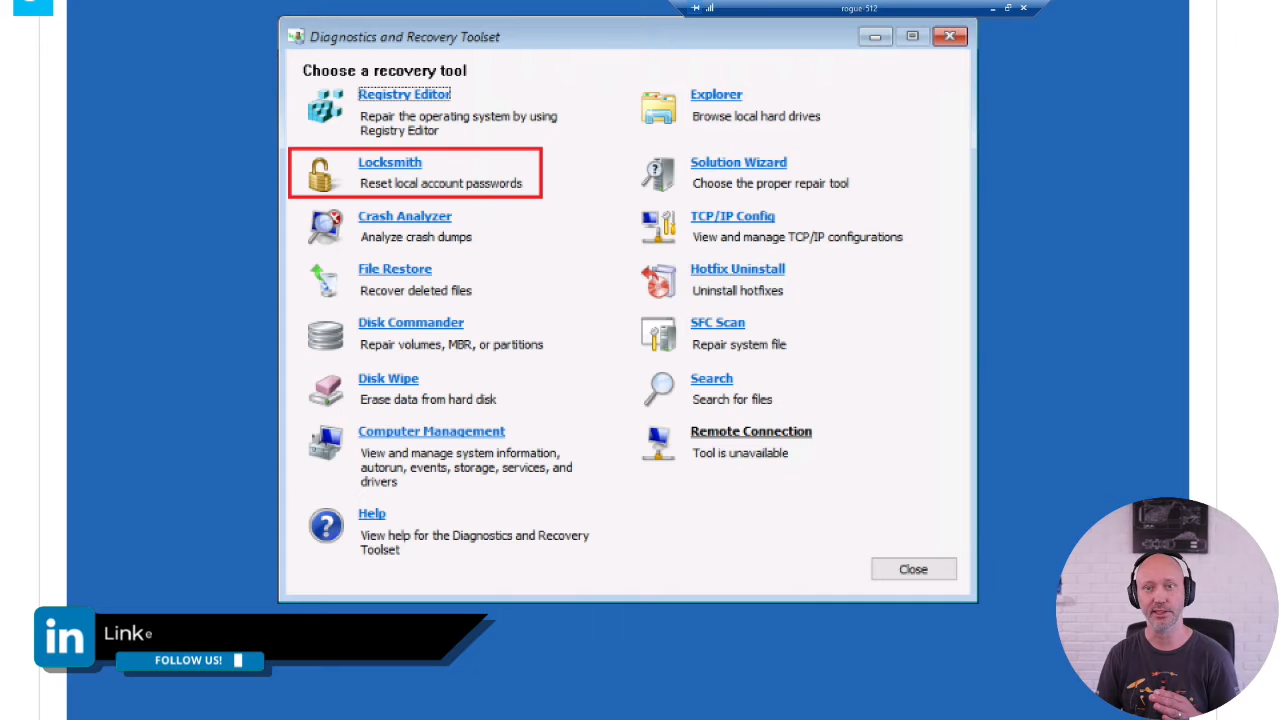 rogue-512
Diagnostics and Recovery Toolset
Choose a recovery tool
Registry Editor
Repair the operating system by using
Registry Editor
Locksmith
Reset local account passwords
Crash Analyzer
Analyze crash dumps
File Restore
Recover deleted files
Disk Commander
Repair volumes, MBR, or partitions
Disk Wipe
Erase data from hard disk
Computer Management
View and manage system information,
autorun, events, storage, services, and
drivers
Help
View help for the Diagnostics and Recovery
Toolset
Explorer
Browse local hard drives
Solution Wizard
Choose the proper repair tool
TCP/IP Config
View and manage TCP/IP configurations
Hotfix Uninstall
Uninstall hotfixes
SFC Scan
Repair system file
Search
Search for files
Remote Connection
Tool is unavailable
Close
in
Linke
FOLLOW US!